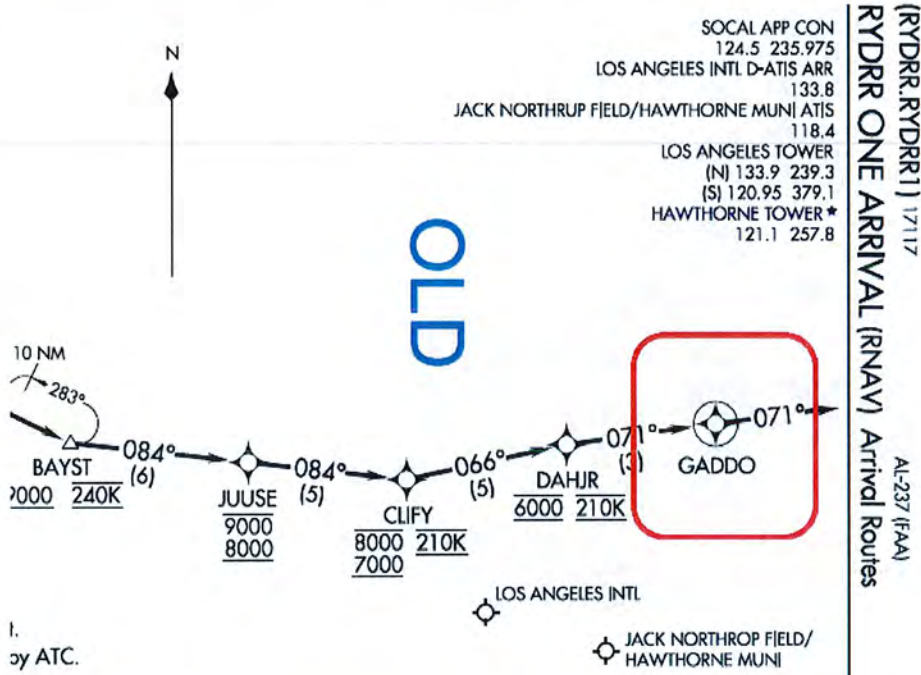 (RYDRR.RYDRR1) 17117
RYDRR ONE ARRIVAL (RNAV) Arrival Routes
AL-237 (FAA)
SOCAL APP CON
124.5 235.975
LOS ANGELES INTL D-ATIS ARR
133.8
JACK NORTHRUP FIELD/HAWTHORNE MUNI ATIS
118.4
LOS ANGELES TOWER
(N) 133.9 239.3
(S) 120.95 379.1
HAWTHORNE TOWER★
121.1 257.8
N
OLD
10 NM
283°
084°
(6)
BAYST
9000 240K
084°
(5)
JUUSE
9000
8000
066°
(5)
CLIFY
8000 210K
7000
071°
(3)
DAHJR
6000 210K
071°
GADDO
LOS ANGELES INTL
JACK NORTHROP FIELD/
HAWTHORNE MUNI
by ATC.